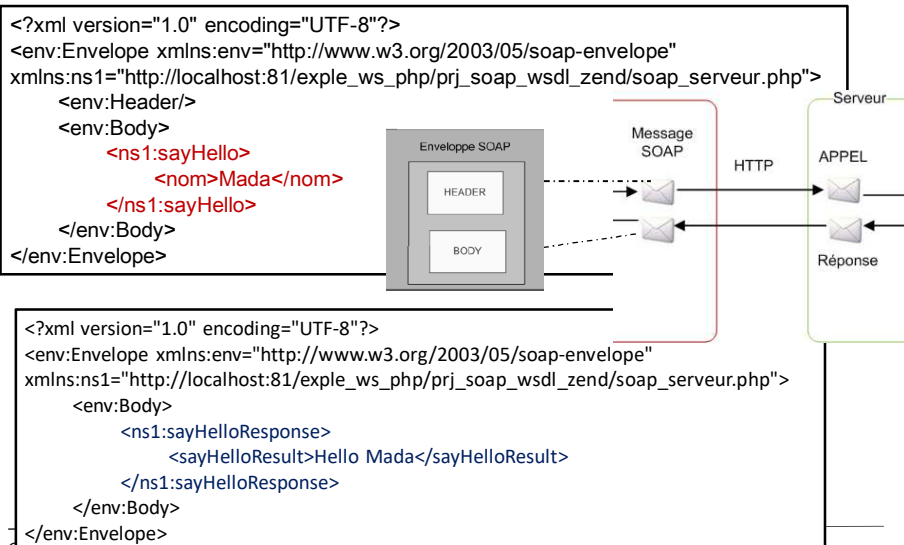 <?xml version="1.0" encoding="UTF-8"?>
<env:Envelope xmlns:env="http://www.w3.org/2003/05/soap-envelope"
xmlns:ns1="http://localhost:81/exple_ws_php/prj_soap_wsdl_zend/soap_serveur.php">
<env:Header/>
<env:Body>
<ns1:sayHello>
<nom>Mada</nom>
</ns1:sayHello>
</env:Body>
</env:Envelope>
Enveloppe SOAP
HEADER
BODY
Message
SOAP
HTTP
Serveur
APPEL
Réponse
<?xml version="1.0" encoding="UTF-8"?>
<env:Envelope xmlns:env="http://www.w3.org/2003/05/soap-envelope"
xmlns:ns1="http://localhost:81/exple_ws_php/prj_soap_wsdl_zend/soap_serveur.php">
<env:Body>
<ns1:sayHelloResponse>
<sayHelloResult>Hello Mada</sayHelloResult>
</ns1:sayHelloResponse>
</env:Body>
</env:Envelope>